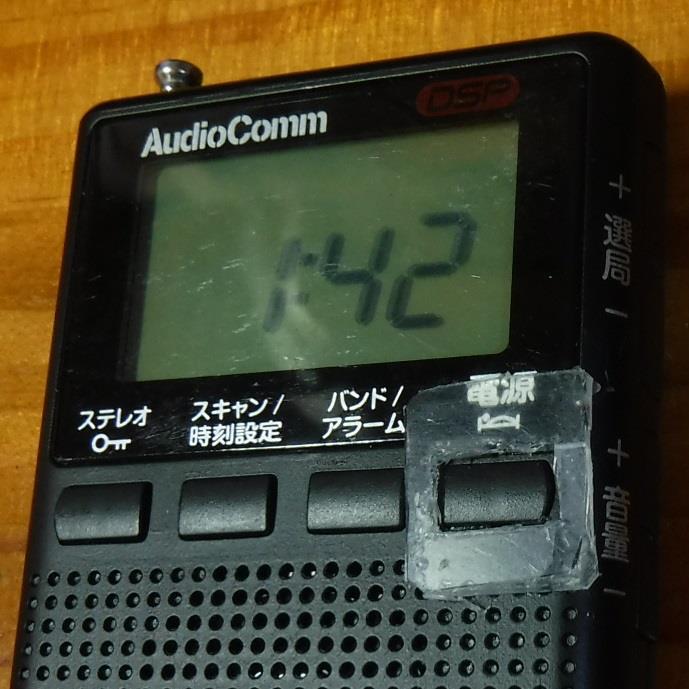 AudioComm
DSP
1:42
ステレオ
スキャン/
時刻設定
バンド/
アラーム
電源
+
選局
-
+
音量
-